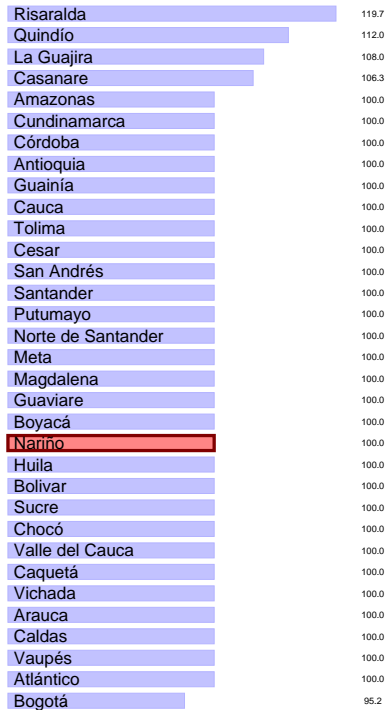 Risaralda 119.7
Quindío 112.0
La Guajira 108.0
Casanare 106.3
Amazonas 100.0
Cundinamarca 100.0
Córdoba 100.0
Antioquia 100.0
Guainía 100.0
Cauca 100.0
Tolima 100.0
Cesar 100.0
San Andrés 100.0
Santander 100.0
Putumayo 100.0
Norte de Santander 100.0
Meta 100.0
Magdalena 100.0
Guaviare 100.0
Boyacá 100.0
Nariño 100.0
Huila 100.0
Bolivar 100.0
Sucre 100.0
Chocó 100.0
Valle del Cauca 100.0
Caquetá 100.0
Vichada 100.0
Arauca 100.0
Caldas 100.0
Vaupés 100.0
Atlántico 100.0
Bogotá 95.2